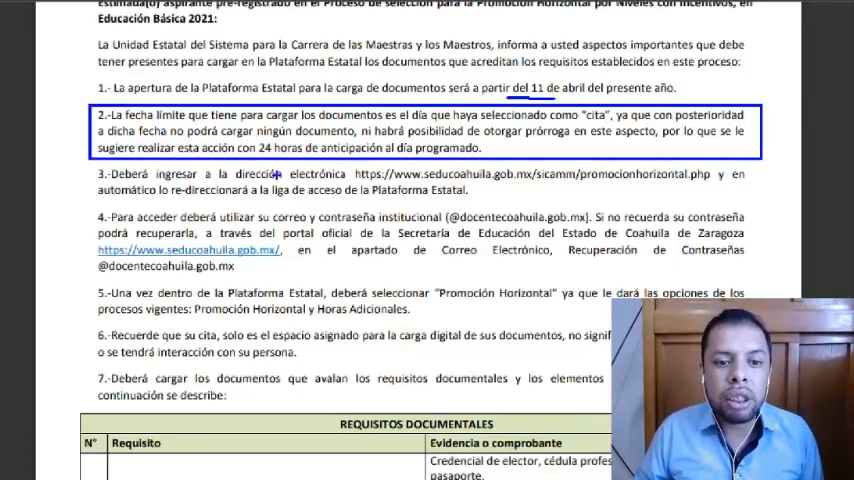 Estimada(o) aspirante pre-registrado en el Proceso de selección para la Promoción Horizontal por Niveles con Incentivos, en
Educación Básica 2021:
La Unidad Estatal del Sistema para la Carrera de las Maestras y los Maestros, informa a usted aspectos importantes que debe
tener presentes para cargar en la Plataforma Estatal los documentos que acreditan los requisitos establecidos en este proceso:
1.- La apertura de la Plataforma Estatal para la carga de documentos será a partir del 11 de abril del presente año.
2.-La fecha límite que tiene para cargar los documentos es el día que haya seleccionado como “cita”, ya que con posterioridad
a dicha fecha no podrá cargar ningún documento, ni habrá posibilidad de otorgar prórroga en este aspecto, por lo que se le
sugiere realizar esta acción con 24 horas de anticipación al día programado.
3.-Deberá ingresar a la dirección electrónica https://www.seducoahuila.gob.mx/sicamm/promocionhorizontal.php y en
automático lo re-direccionará a la liga de acceso de la Plataforma Estatal.
4.-Para acceder deberá utilizar su correo y contraseña institucional (@docentecoahuila.gob.mx). Si no recuerda su contraseña
podrá recuperarla, a través del portal oficial de la Secretaría de Educación del Estado de Coahuila de Zaragoza
https://www.seducoahuila.gob.mx/, en el apartado de Correo Electrónico, Recuperación de Contraseñas
@docentecoahuila.gob.mx
5.-Una vez dentro de la Plataforma Estatal, deberá seleccionar “Promoción Horizontal” ya que le dará las opciones de los
procesos vigentes: Promoción Horizontal y Horas Adicionales.
6.-Recuerde que su cita, solo es el espacio asignado para la carga digital de sus documentos, no
o se tendrá interacción con su persona.
7.-Deberá cargar los documentos que avalan los requisitos documentales y los elementos
continuación se describe:
REQUISITOS DOCUMENTALES
N° Requisito Evidencia o comprobante
Credencial de elector, cédula
pasaporte.